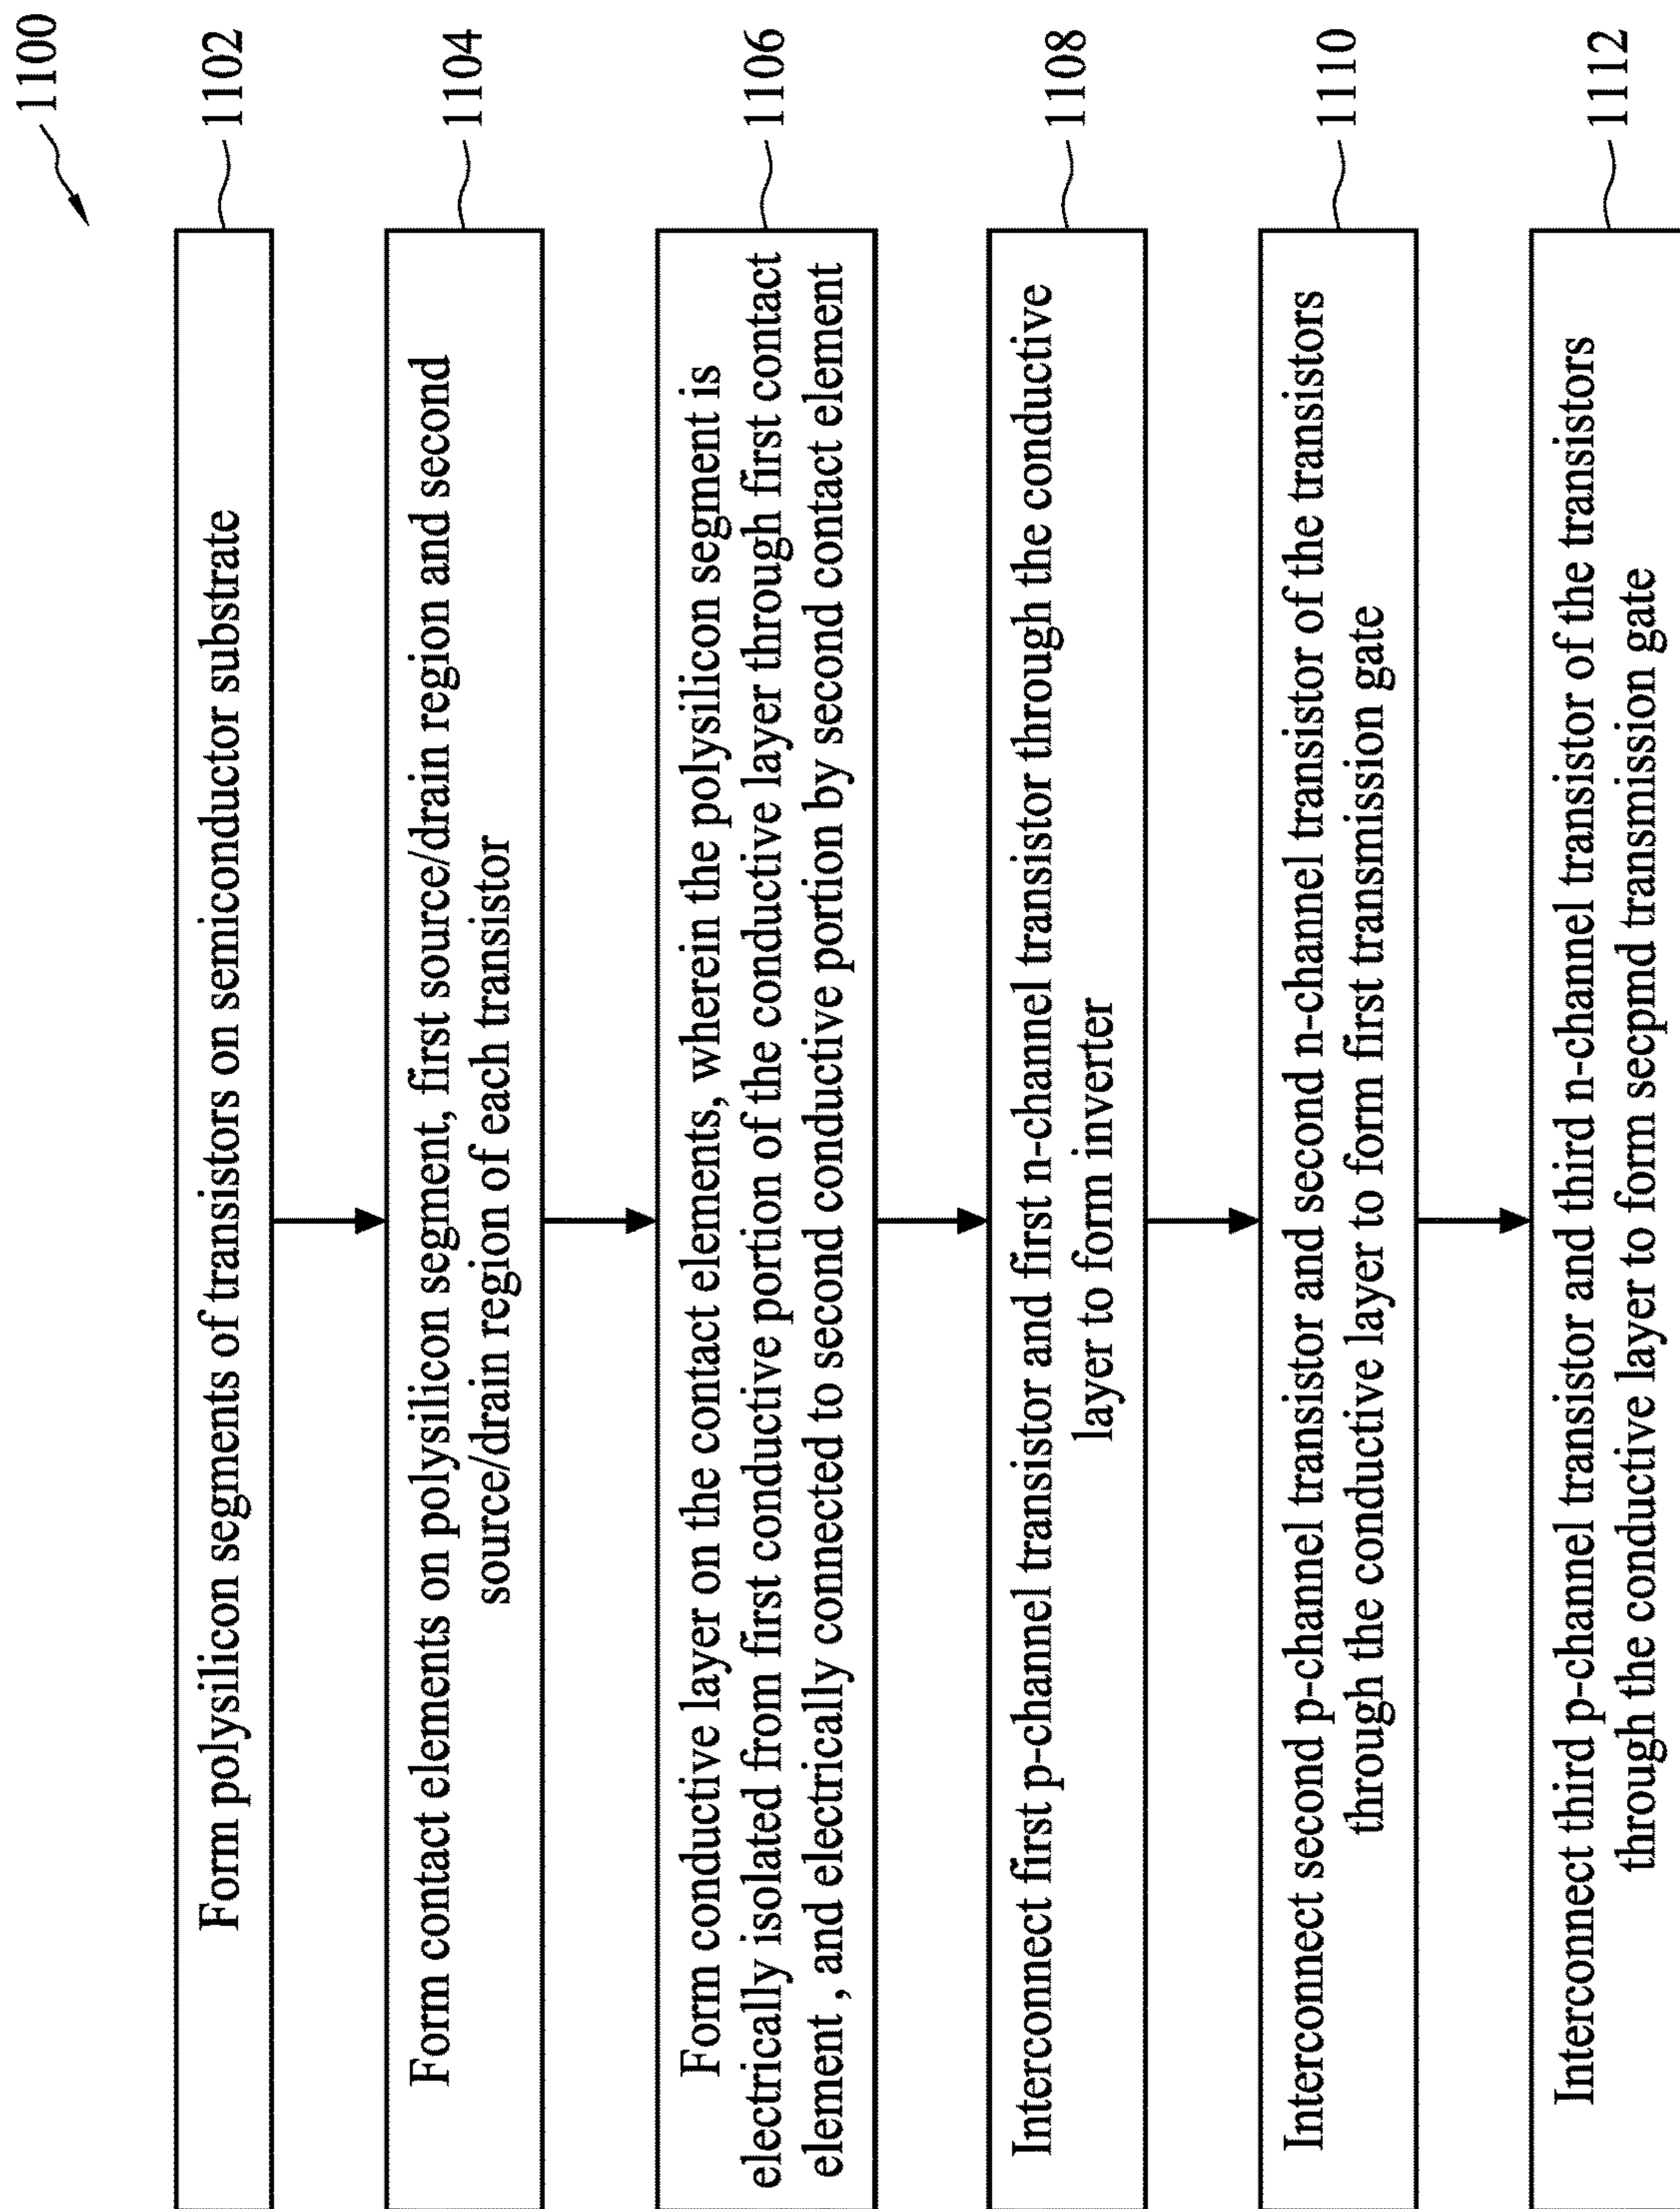 1100
Form polysilicon segments of transistors on semiconductor substrate
1102
Form contact elements on polysilicon segment, first source/drain region and second
source/drain region of each transistor
1104
Form conductive layer on the contact elements, wherein the polysilicon segment is
electrically isolated from first conductive portion of the conductive layer through first contact
element , and electrically connected to second conductive portion by second contact element
1106
Interconnect first p-channel transistor and first n-channel transistor through the conductive
layer to form inverter
1108
Interconnect second p-channel transistor and second n-channel transistor of the transistors
through the conductive layer to form first transmission gate
1110
Interconnect third p-channel transistor and third n-channel transistor of the transistors
through the conductive layer to form secpmd transmission gate
1112